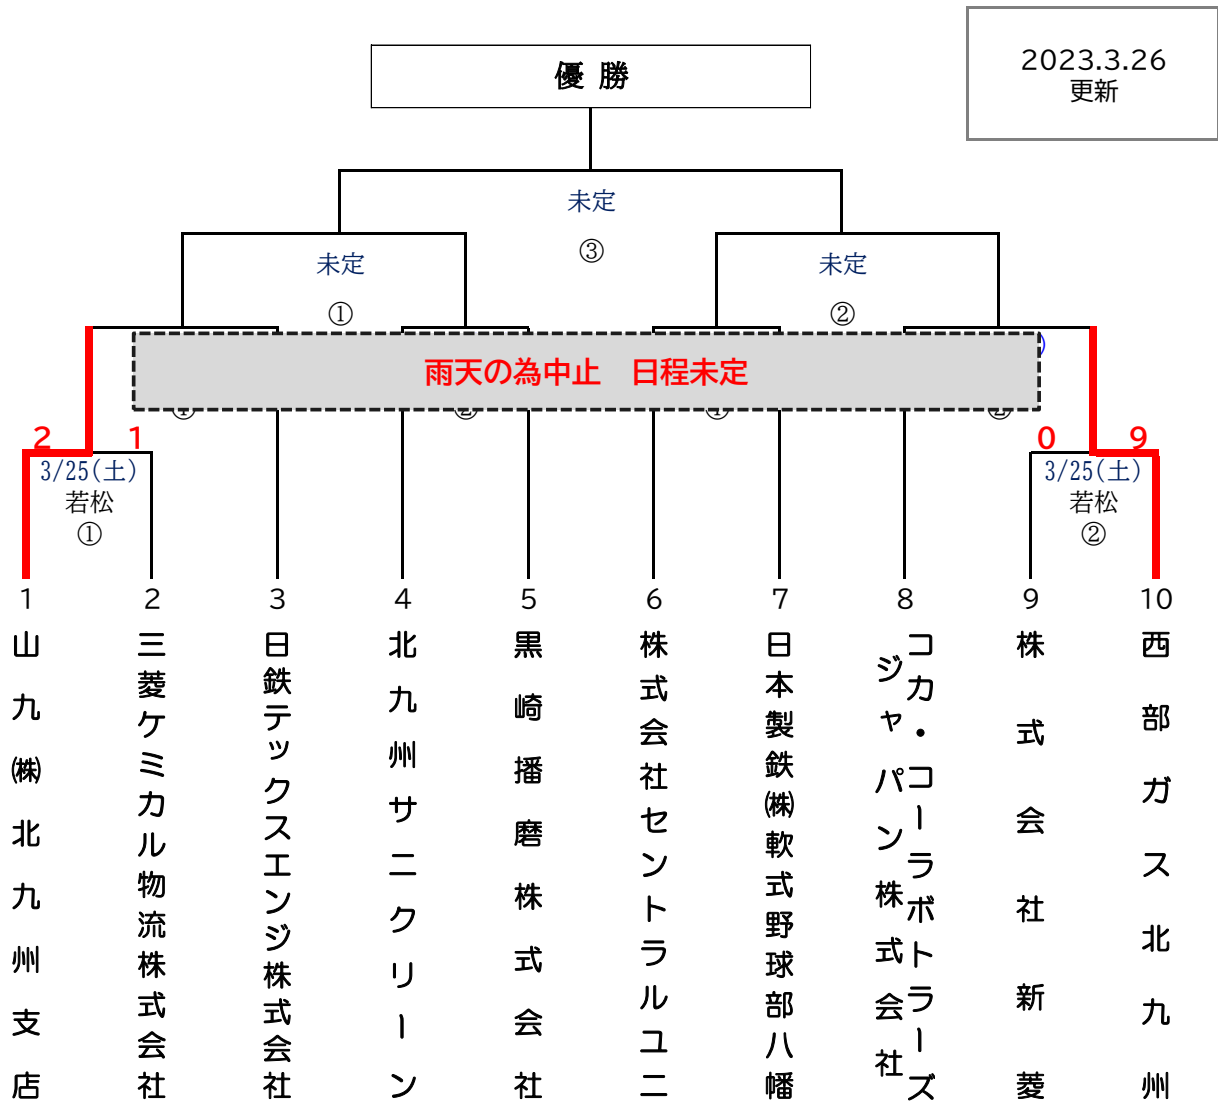 2023.3.26
更新
優 勝
未定
③
未定
①
未定
②
雨天の為中止　日程未定
2 1
3/25(土)
若松
①
0 9
3/25(土)
若松
②
1
2
3
4
5
6
7
8
9
10
山九㈱北九州支店
三菱ケミカル物流株式会社
日鉄テックスエンジ株式会社
北九州サニクリーン
黒崎播磨株式会社
株式会社セントラルユニ
日本製鉄㈱軟式野球部八幡
コカ・コーラボトラーズ
ジャパン株式会社
株式会社新菱
西部ガス北九州